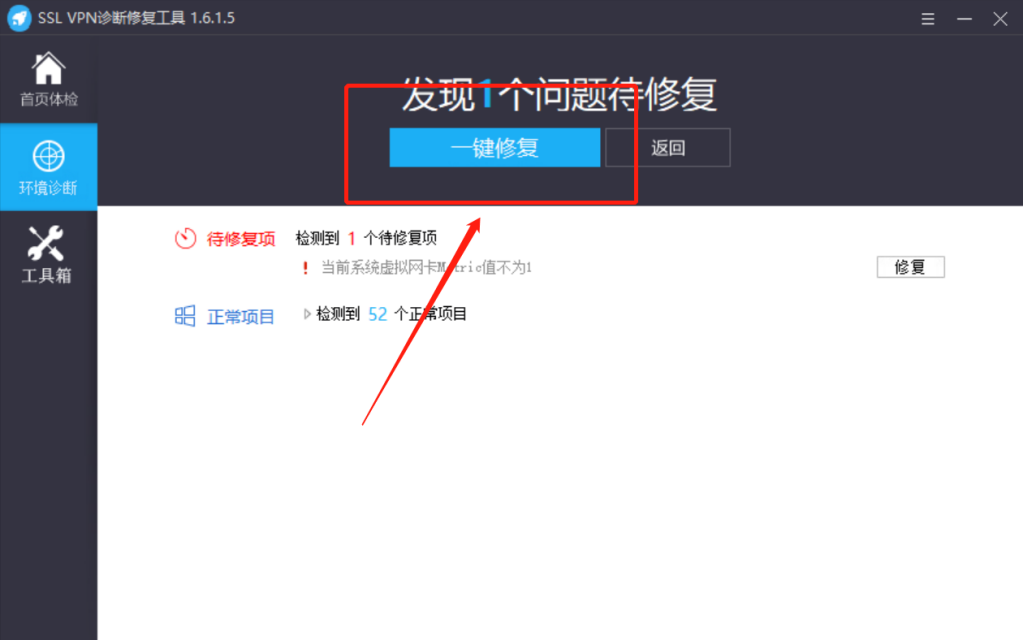 SSL VPN诊断修复工具 1.6.1.5
首页体检
环境诊断
工具箱
发现1个问题待修复
一键修复
返回
待修复项 检测到 1 个待修复项
! 当前系统虚拟网卡Metric值不为1
修复
正常项目 检测到 52 个正常项目